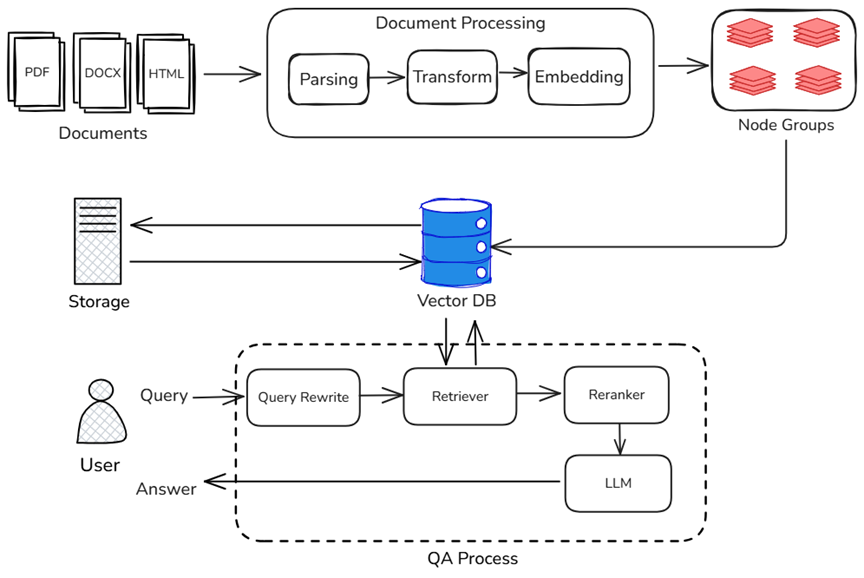 Document Processing
PDF
DOCX
HTML
Parsing
Transform
Embedding
Documents
Node Groups
Storage
Vector DB
Query
Query Rewrite
Retriever
Reranker
User
Answer
LLM
QA Process